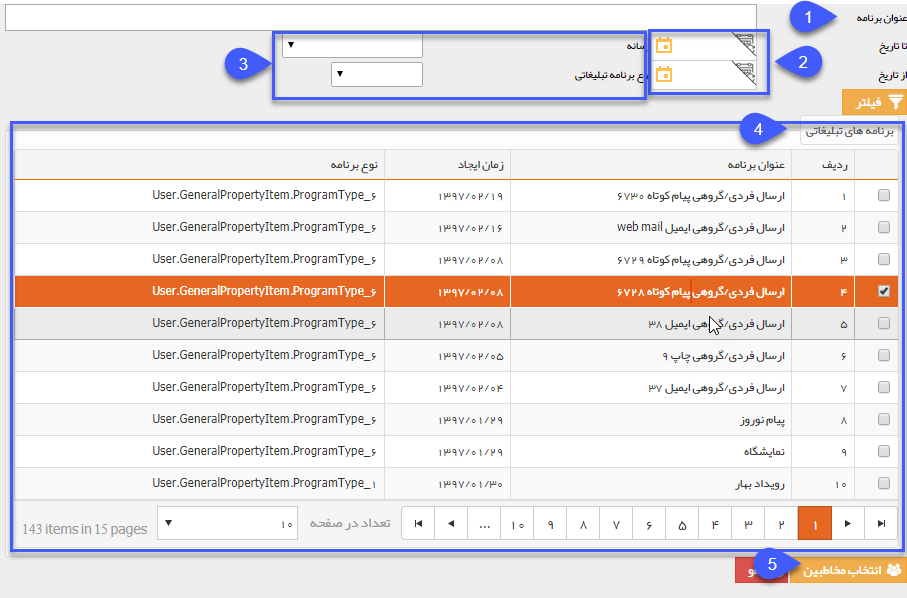 عنوان برنامه 1
تا تاریخ 2
3
از تاریخ برنامه تبلیغاتی
فیلتر
برنامه های تبلیغاتی 4
ردیف عنوان برنامه زمان ایجاد نوع برنامه
۱ ارسال فردی/گروهی پیام کوتاه ۶۷۳۰ ۱۳۹۷/۰۲/۱۹ User.GeneralPropertyItem.ProgramType_۶
۲ ارسال فردی/گروهی ایمیل web mail ۱۳۹۷/۰۲/۱۶ User.GeneralPropertyItem.ProgramType_۶
۳ ارسال فردی/گروهی پیام کوتاه ۶۷۲۹ ۱۳۹۷/۰۲/۰۸ User.GeneralPropertyItem.ProgramType_۶
۴ ارسال فردی/گروهی پیام کوتاه ۶۷۲۸ ۱۳۹۷/۰۲/۰۸ User.GeneralPropertyItem.ProgramType_۶
۵ ارسال فردی/گروهی ایمیل ۳۸ ۱۳۹۷/۰۲/۰۸ User.GeneralPropertyItem.ProgramType_۶
۶ ارسال فردی/گروهی چاپ ۹ ۱۳۹۷/۰۲/۰۵ User.GeneralPropertyItem.ProgramType_۶
۷ ارسال فردی/گروهی ایمیل ۳۷ ۱۳۹۷/۰۲/۰۴ User.GeneralPropertyItem.ProgramType_۶
۸ پیام نوروز ۱۳۹۷/۰۱/۲۹ User.GeneralPropertyItem.ProgramType_۶
۹ نمایشگاه ۱۳۹۷/۰۱/۲۹ User.GeneralPropertyItem.ProgramType_۶
۱۰ رویداد بهار ۱۳۹۷/۰۱/۳۰ User.GeneralPropertyItem.ProgramType_۱
۱ ۲ ۳ ۴ ۵ ۶ ۷ ۸ ۹ ۱۰ ... تعداد در صفحه ۱۰ 143 items in 15 pages
انتخاب مخاطبین 5